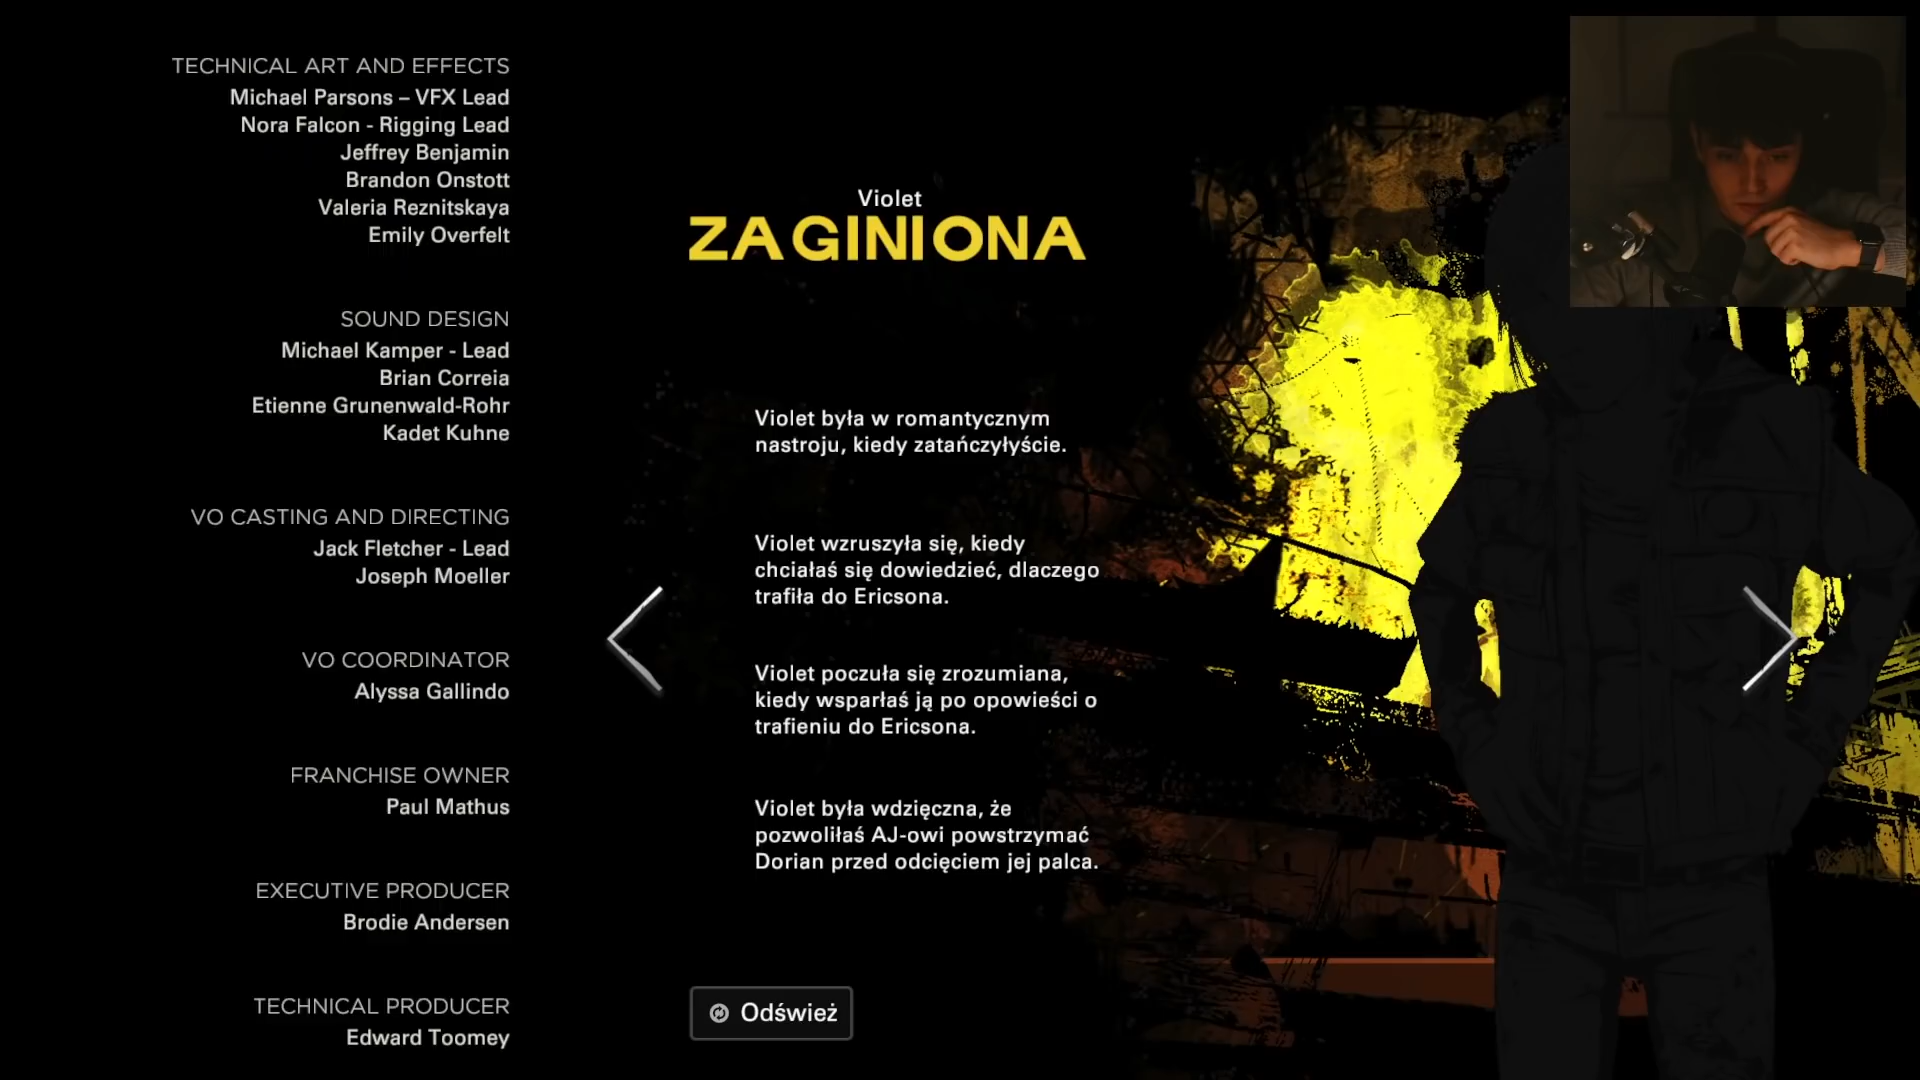 TECHNICAL ART AND EFFECTS
Michael Parsons – VFX Lead
Nora Falcon - Rigging Lead
Jeffrey Benjamin
Brandon Onstott
Valeria Reznitskaya
Emily Overfelt
SOUND DESIGN
Michael Kamper - Lead
Brian Correia
Etienne Grunenwald-Rohr
Kadet Kuhne
VO CASTING AND DIRECTING
Jack Fletcher - Lead
Joseph Moeller
VO COORDINATOR
Alyssa Gallindo
FRANCHISE OWNER
Paul Mathus
EXECUTIVE PRODUCER
Brodie Andersen
TECHNICAL PRODUCER
Edward Toomey
Violet
ZAGINIONA
Violet była w romantycznym
nastroju, kiedy zatańczyłyście.
Violet wzruszyła się, kiedy
chciałaś się dowiedzieć, dlaczego
trafiła do Ericsona.
Violet poczuła się zrozumiana,
kiedy wsparłaś ją po opowieści o
trafieniu do Ericsona.
Violet była wdzięczna, że
pozwoliłaś AJ-owi powstrzymać
Dorian przed odcięciem jej palca.
Odśwież